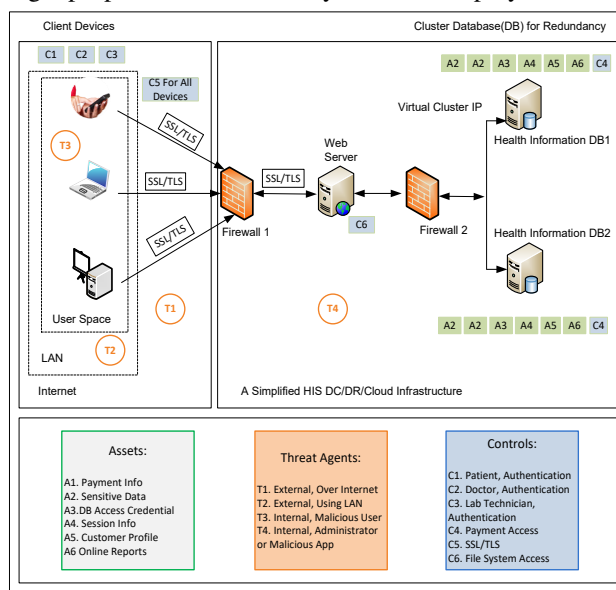 Client Devices
Cluster Database(DB) for Redundancy
C1 C2 C3
C5 For All
Devices
A2 A2 A3 A4 A5 A6 C4
Virtual Cluster IP
Health Information DB1
T3
SSL/TLS
Web
Server
SSL/TLS
SSL/TLS
C6
SSL/TLS
Firewall 1
Firewall 2
Health Information DB2
User Space
T1
T4
T2
A2 A2 A3 A4 A5 A6 C4
LAN
Internet
A Simplified HIS DC/DR/Cloud Infrastructure
Assets:
A1. Payment Info
A2. Sensitive Data
A3.DB Access Credential
A4. Session Info
A5. Customer Profile
A6 Online Reports
Threat Agents:
T1. External, Over Internet
T2. External, Using LAN
T3. Internal, Malicious User
T4. Internal, Administrator
or Malicious App
Controls:
C1. Patient, Authentication
C2. Doctor, Authentication
C3. Lab Technician,
Authentication
C4. Payment Access
C5. SSL/TLS
C6. File System Access